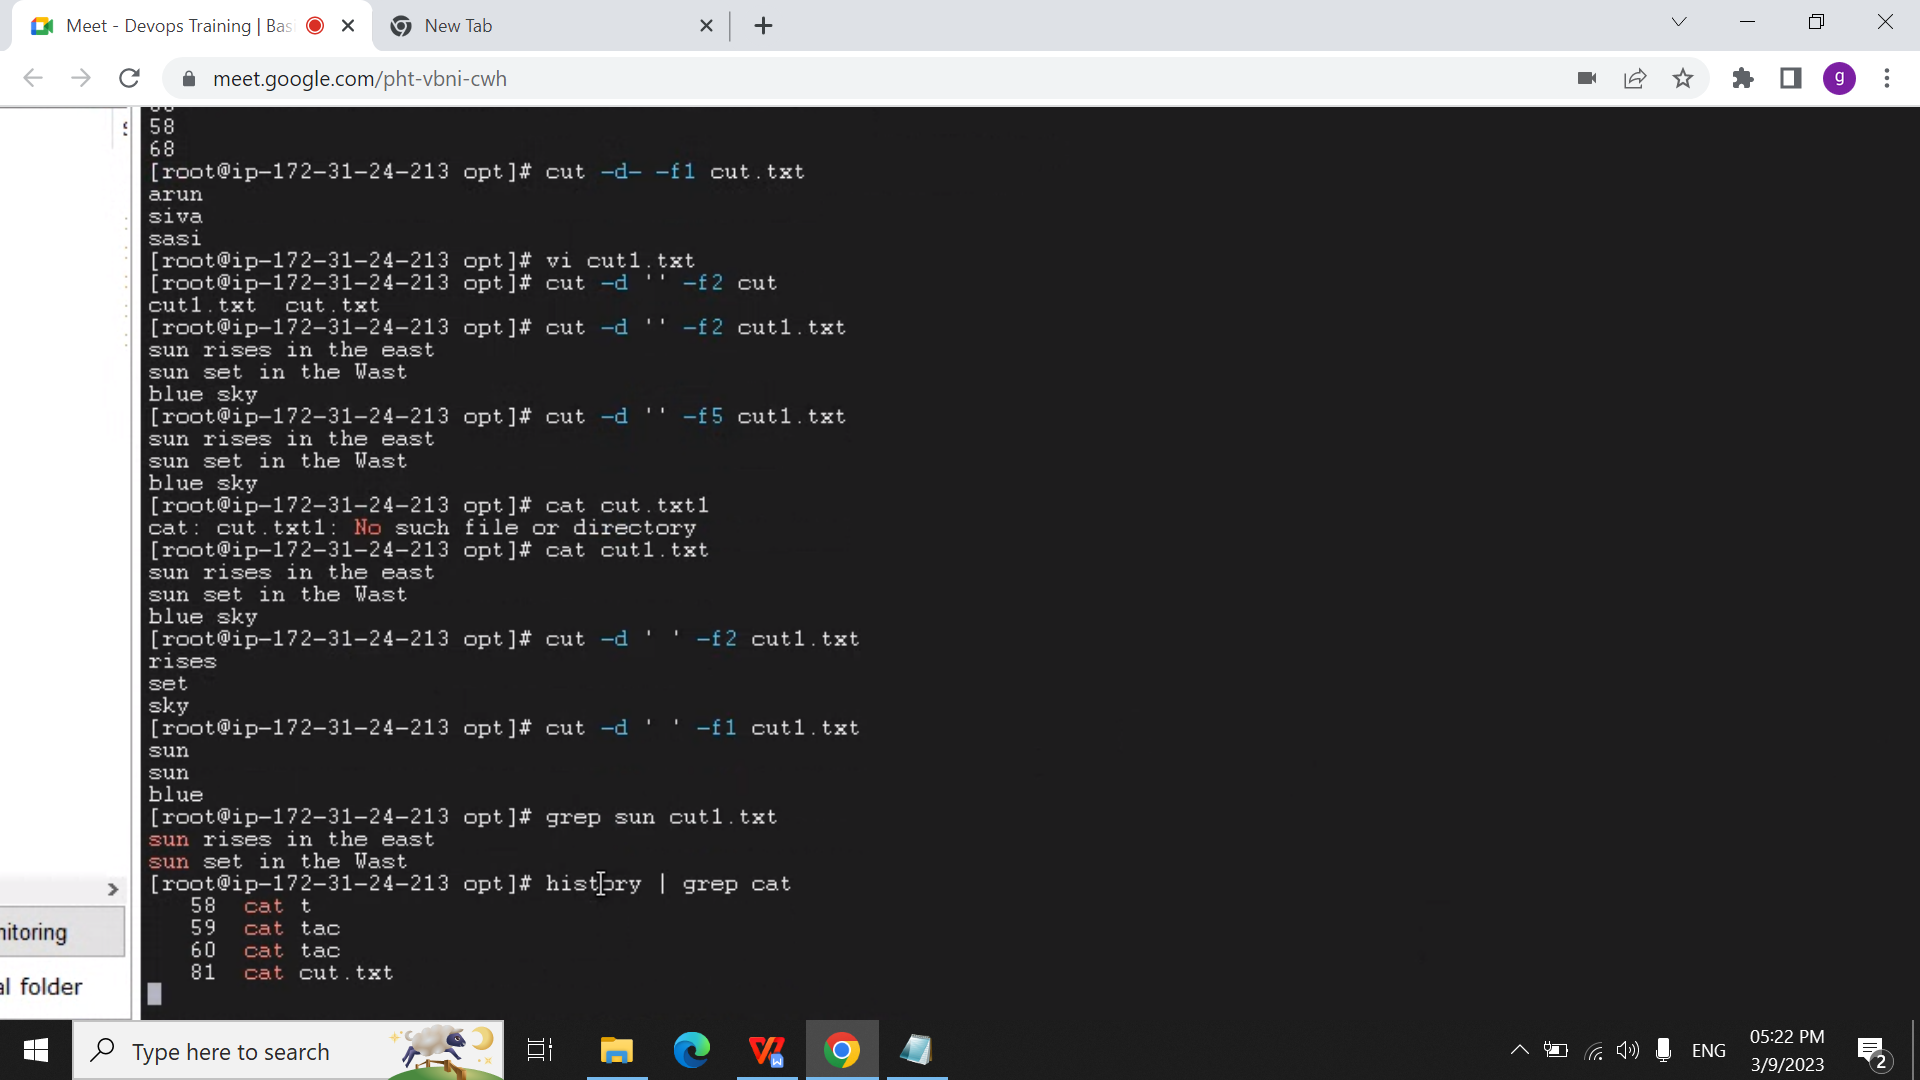 Meet - Devops Training | Bas
New Tab
meet.google.com/pht-vbni-cwh
g
58
68
[root@ip-172-31-24-213 opt]# cut -d- -f1 cut.txt
arun
siva
sasi
[root@ip-172-31-24-213 opt]# vi cut1.txt
[root@ip-172-31-24-213 opt]# cut -d '' -f2 cut
cut1.txt  cut.txt
[root@ip-172-31-24-213 opt]# cut -d '' -f2 cut1.txt
sun rises in the east
sun set in the Wast
blue sky
[root@ip-172-31-24-213 opt]# cut -d '' -f5 cut1.txt
sun rises in the east
sun set in the Wast
blue sky
[root@ip-172-31-24-213 opt]# cat cut.txt1
cat: cut.txt1: No such file or directory
[root@ip-172-31-24-213 opt]# cat cut1.txt
sun rises in the east
sun set in the Wast
blue sky
[root@ip-172-31-24-213 opt]# cut -d ' ' -f2 cut1.txt
rises
set
sky
[root@ip-172-31-24-213 opt]# cut -d ' ' -f1 cut1.txt
sun
sun
blue
[root@ip-172-31-24-213 opt]# grep sun cut1.txt
sun rises in the east
sun set in the Wast
[root@ip-172-31-24-213 opt]# history | grep cat
58  cat t
59  cat tac
60  cat tac
81  cat cut.txt
nitoring
al folder
Type here to search
ENG
05:22 PM
3/9/2023
2